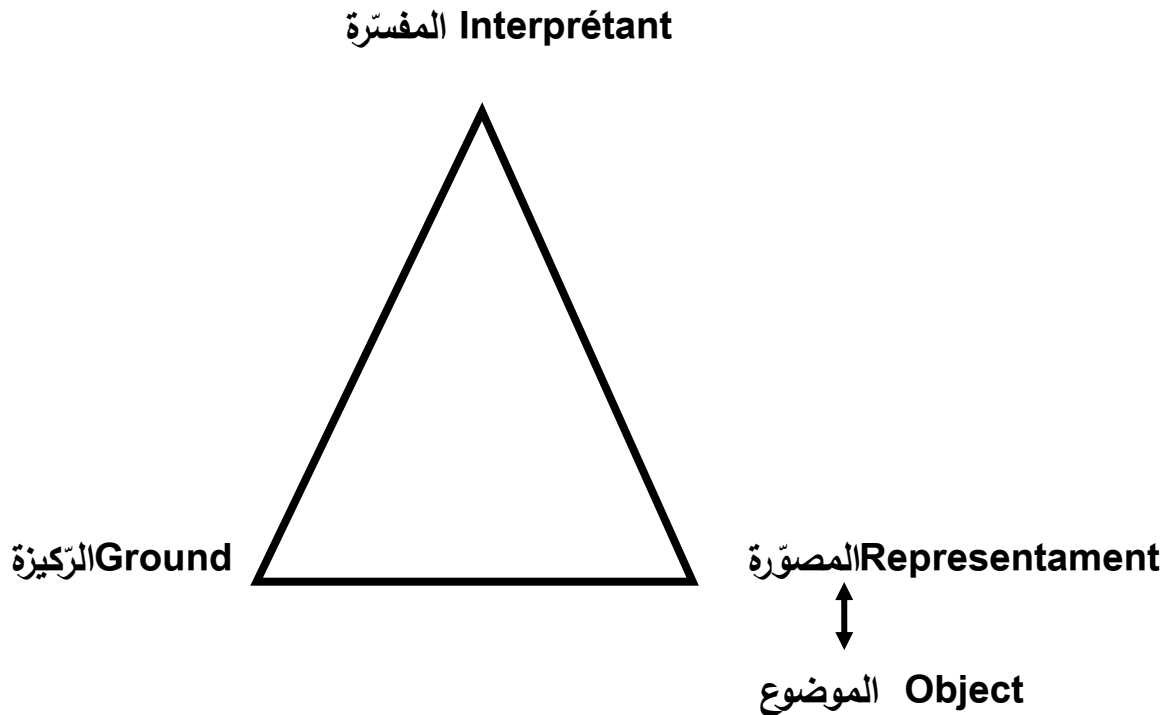 المفسّرة Interprétant
الرّكيزة Ground
المصوّرة Representament
الموضوع Object